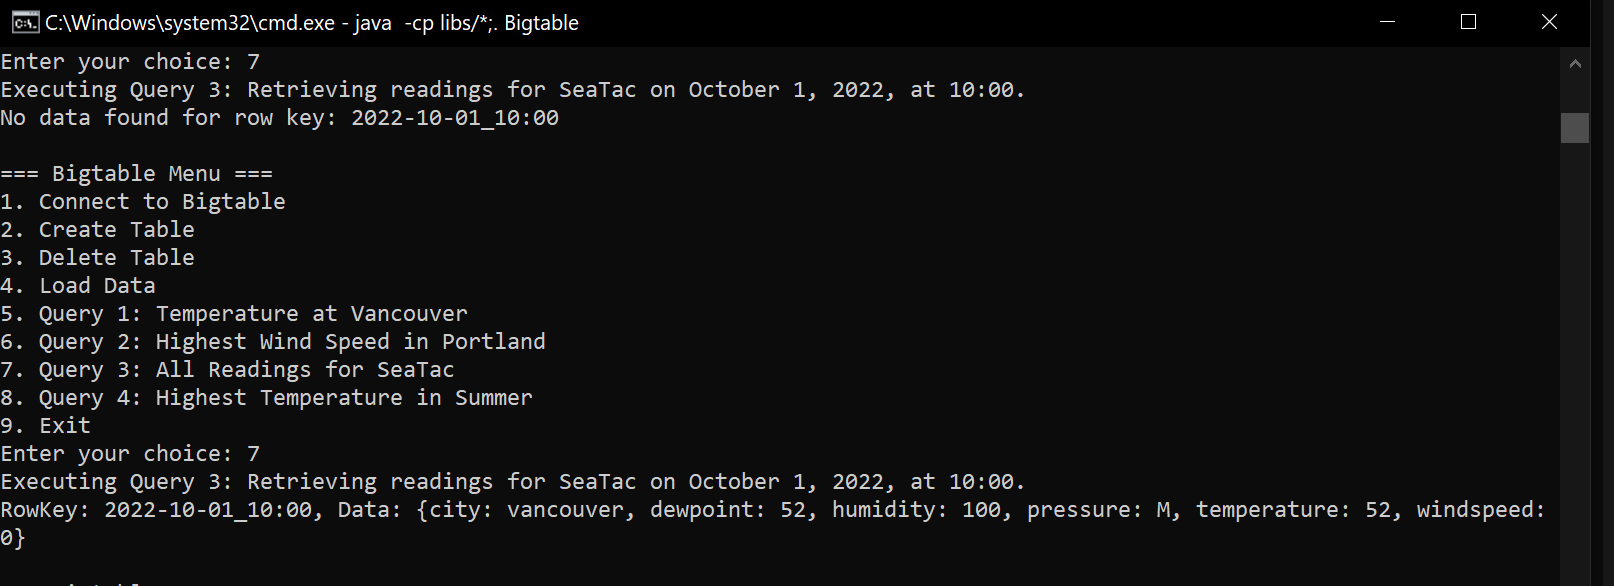 C:\Windows\system32\cmd.exe - java  -cp libs/*;. Bigtable
Enter your choice: 7
Executing Query 3: Retrieving readings for SeaTac on October 1, 2022, at 10:00.
No data found for row key: 2022-10-01_10:00
=== Bigtable Menu ===
1. Connect to Bigtable
2. Create Table
3. Delete Table
4. Load Data
5. Query 1: Temperature at Vancouver
6. Query 2: Highest Wind Speed in Portland
7. Query 3: All Readings for SeaTac
8. Query 4: Highest Temperature in Summer
9. Exit
Enter your choice: 7
Executing Query 3: Retrieving readings for SeaTac on October 1, 2022, at 10:00.
RowKey: 2022-10-01_10:00, Data: {city: vancouver, dewpoint: 52, humidity: 100, pressure: M, temperature: 52, windspeed:
0}